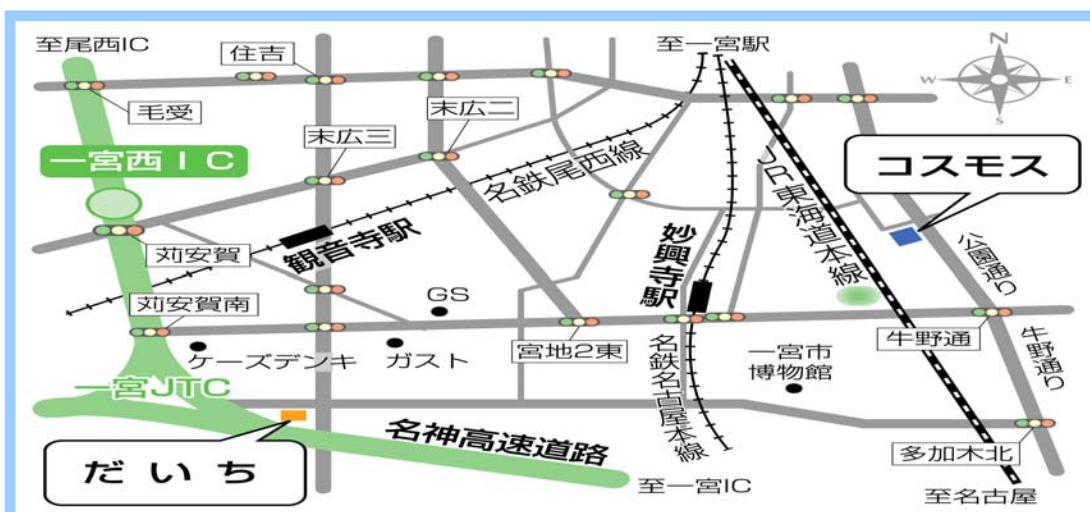 至尾西IC
住吉
至一宮駅
N
W
E
S
毛受
末広三
末広二
一宮西ＩＣ
名鉄尾西線
JR東海道本線
コスモス
苅安賀
観音寺駅
妙興寺駅
公園通り
苅安賀南
GS
ケーズデンキ
ガスト
宮地2東
名鉄名古屋本線
一宮市
博物館
牛野通
牛野通り
一宮JTC
名神高速道路
だいち
多加木北
至一宮IC
至名古屋